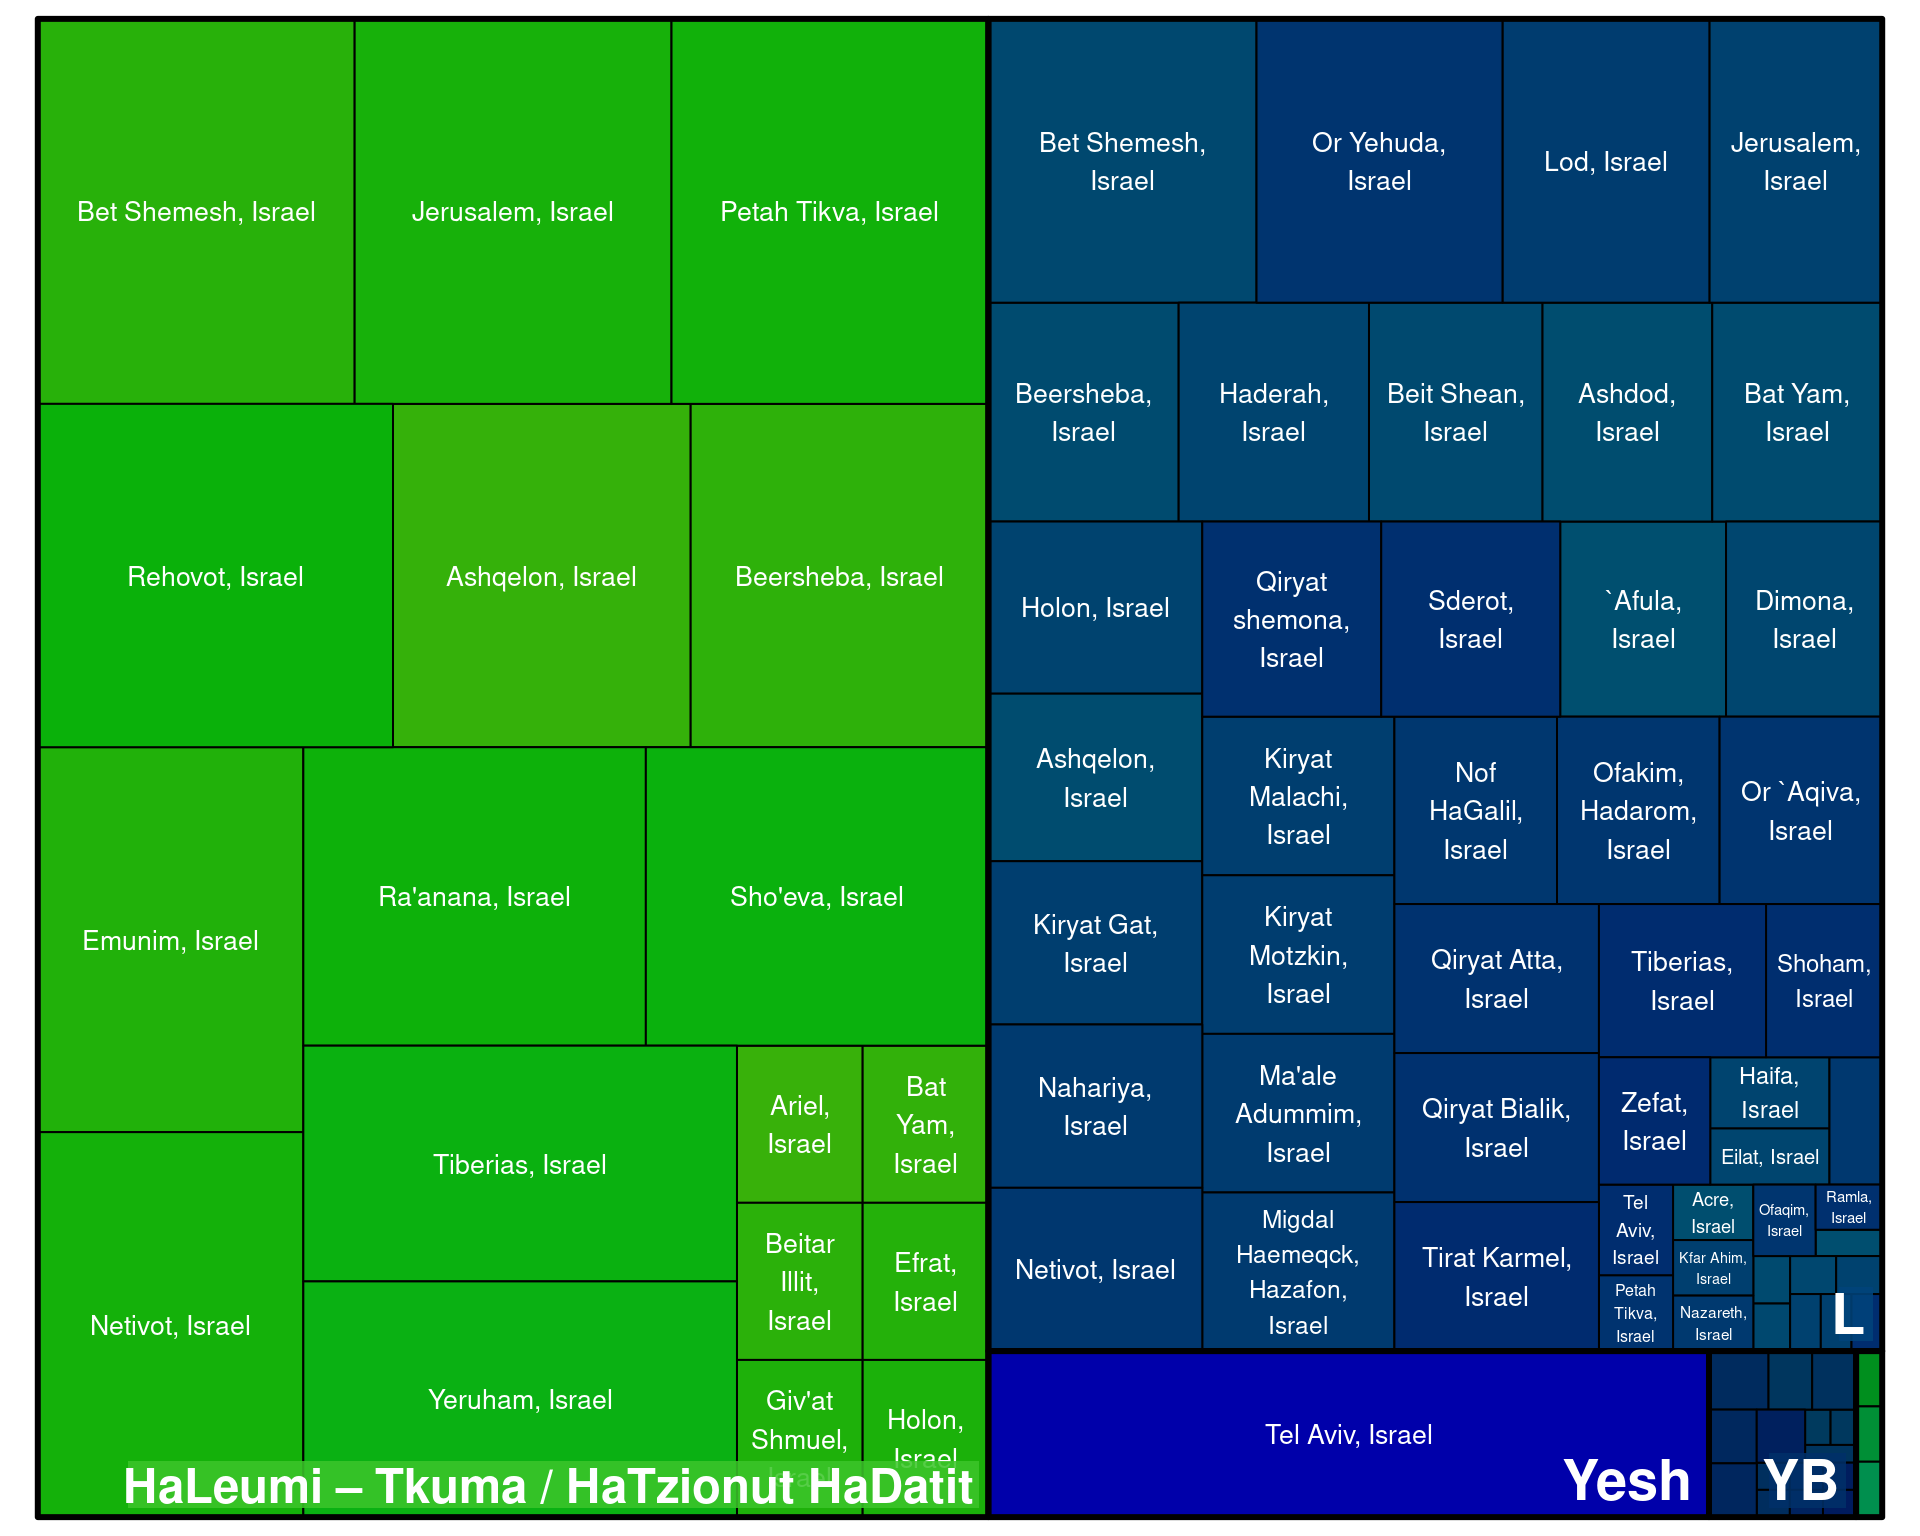 Bet Shemesh, Israel
Jerusalem, Israel
Petah Tikva, Israel
Rehovot, Israel
Ashqelon, Israel
Beersheba, Israel
Emunim, Israel
Ra'anana, Israel
Sho'eva, Israel
Netivot, Israel
Tiberias, Israel
Yeruham, Israel
Ariel,
Israel
Bat
Yam,
Israel
Beitar
Illit,
Israel
Efrat,
Israel
Giv'at
Shmuel,
Israel
Holon,
Israel
HaLeumi – Tkuma / HaTzionut HaDatit
Bet Shemesh,
Israel
Or Yehuda,
Israel
Lod, Israel
Jerusalem,
Israel
Beersheba,
Israel
Haderah,
Israel
Beit Shean,
Israel
Ashdod,
Israel
Bat Yam,
Israel
Holon, Israel
Qiryat
shemona,
Israel
Sderot,
Israel
`Afula,
Israel
Dimona,
Israel
Ashqelon,
Israel
Kiryat
Malachi,
Israel
Nof
HaGalil,
Israel
Ofakim,
Hadarom,
Israel
Or `Aqiva,
Israel
Kiryat Gat,
Israel
Kiryat
Motzkin,
Israel
Qiryat Atta,
Israel
Tiberias,
Israel
Shoham,
Israel
Nahariya,
Israel
Ma'ale
Adummim,
Israel
Qiryat Bialik,
Israel
Zefat,
Israel
Haifa,
Israel
Eilat, Israel
Netivot, Israel
Migdal
Haemeqck,
Hazafon,
Israel
Tirat Karmel,
Israel
Tel
Aviv,
Israel
Petah
Tikva,
Israel
Acre,
Israel
Kfar Ahim,
Israel
Nazareth,
Israel
Ofaqim,
Israel
Ramla,
Israel
L
Tel Aviv, Israel
Yesh
YB